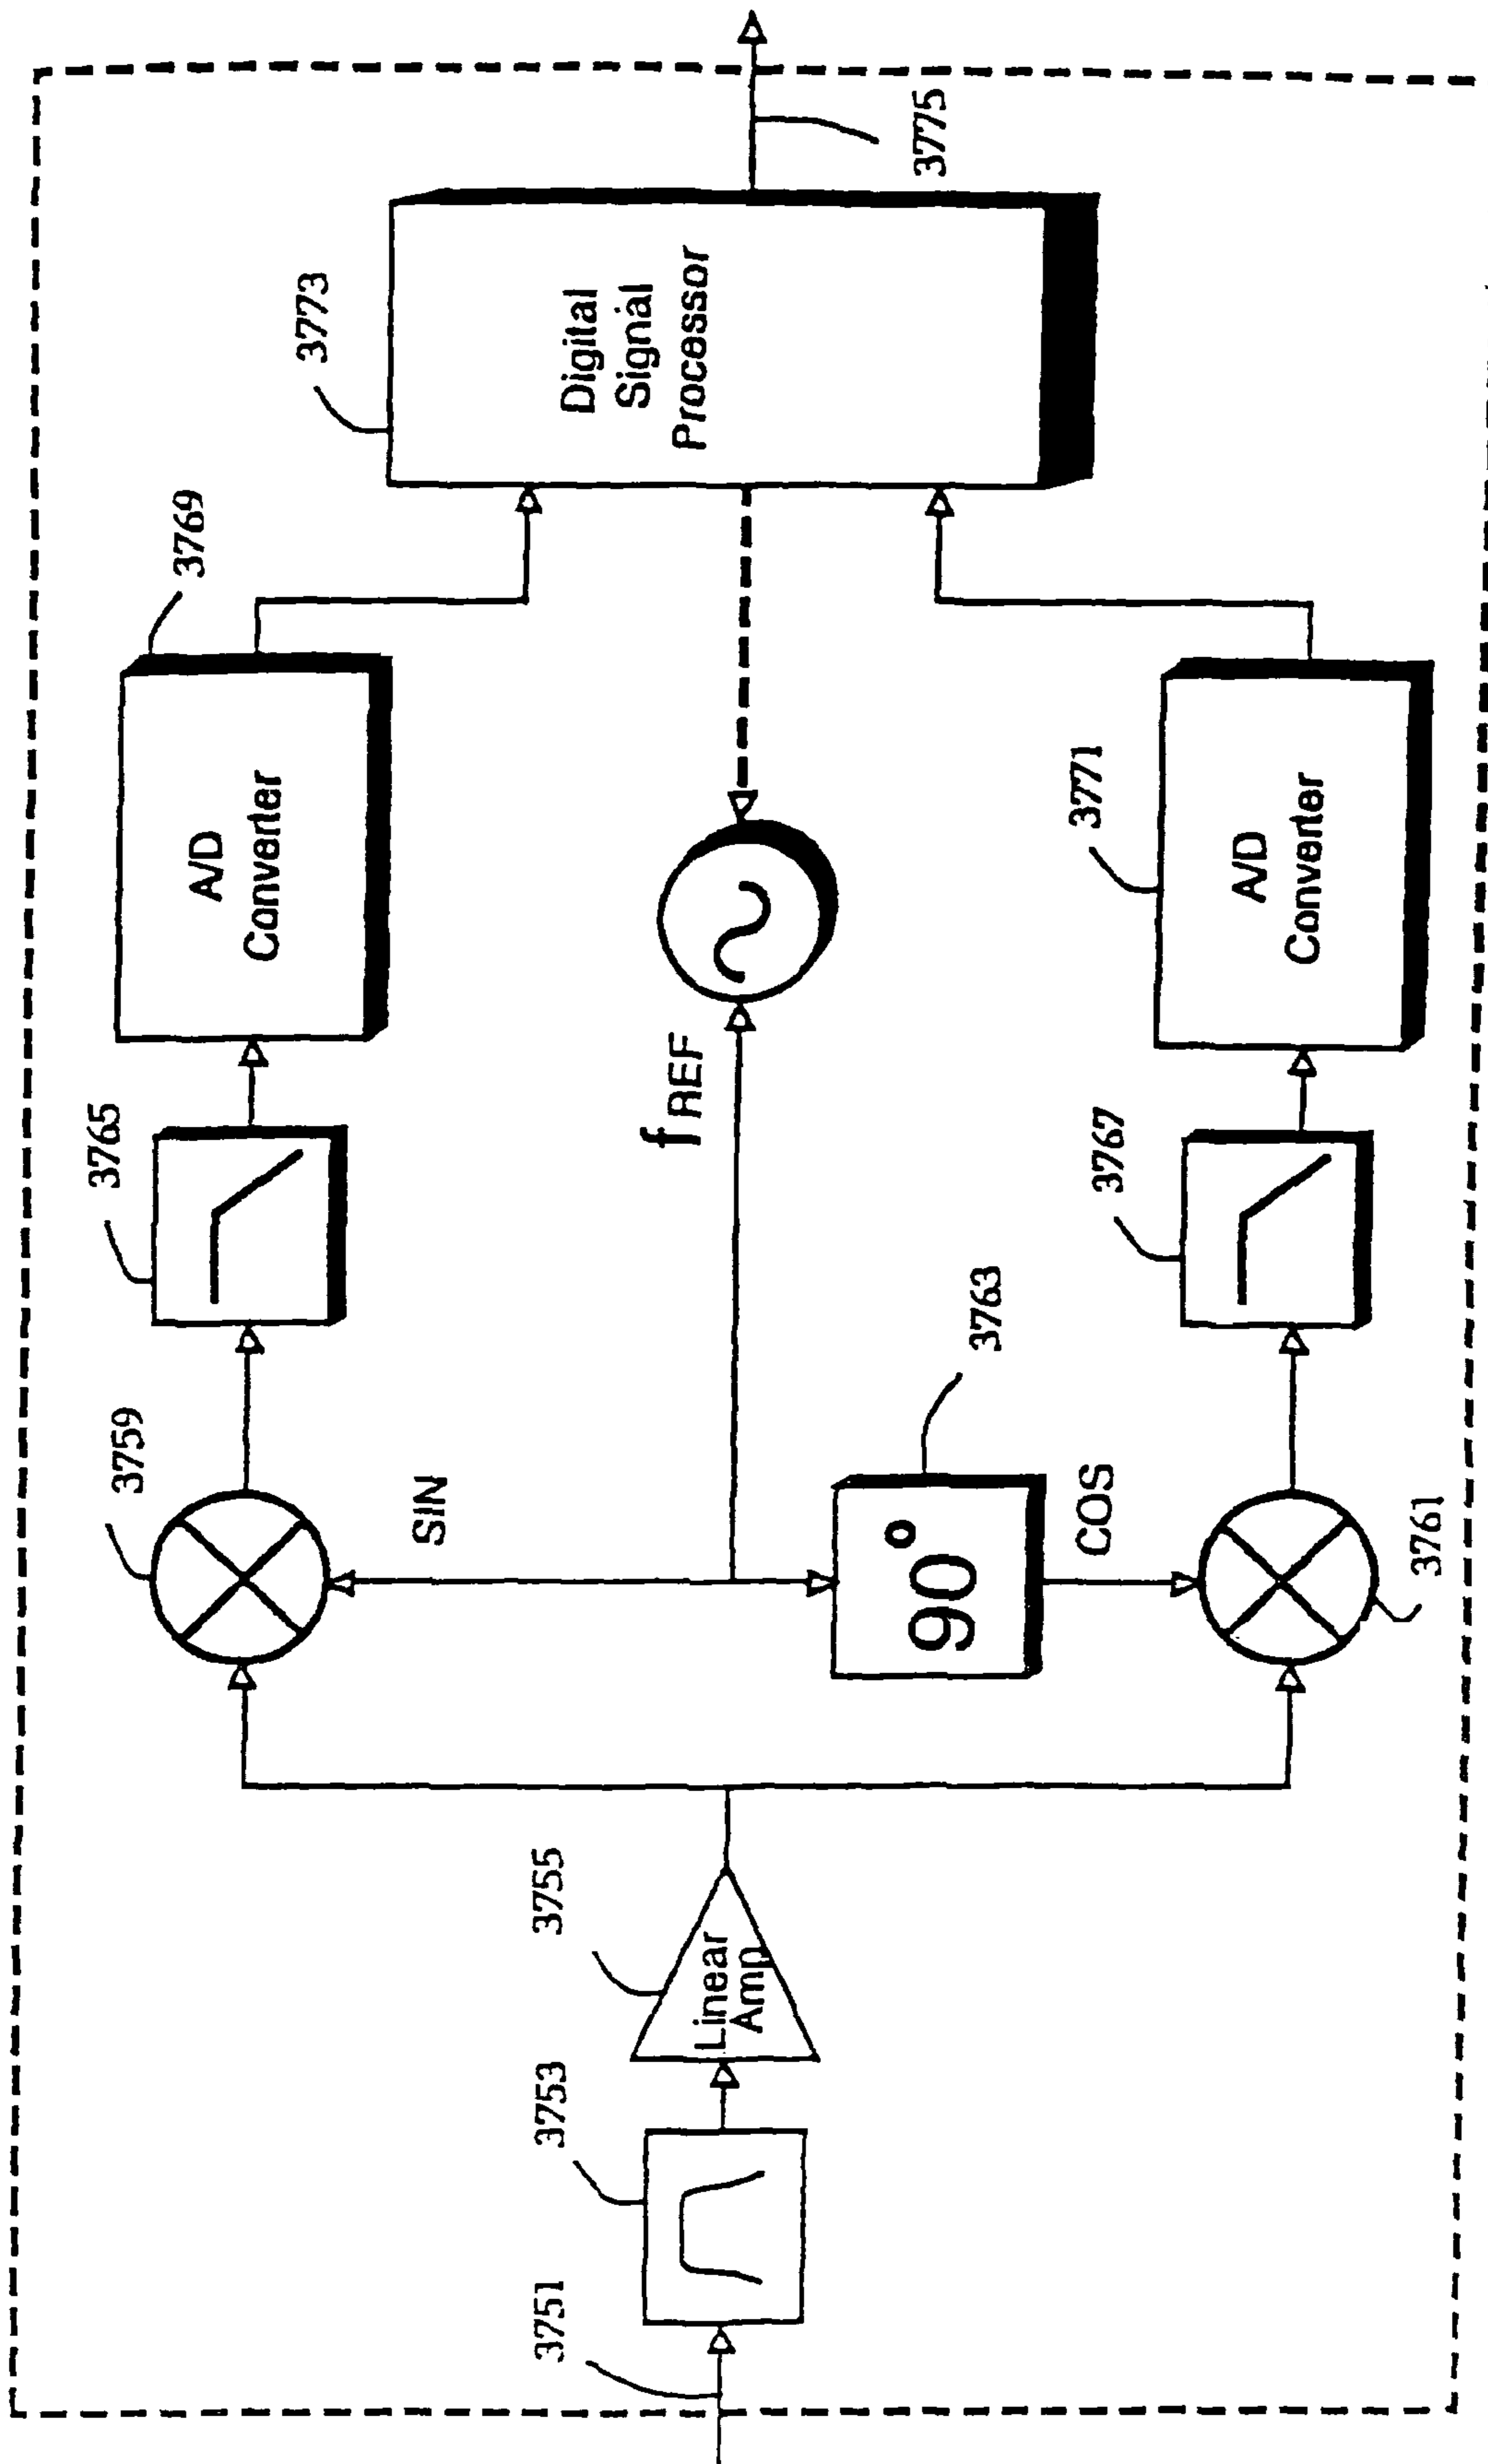 3751
3753
Linear
Amp
3755
3759
SIN
90°
3763
COS
3761
3765
fREF
3767
A/D
Converter
3769
A/D
Converter
3771
Digital
Signal
Processor
3773
3775